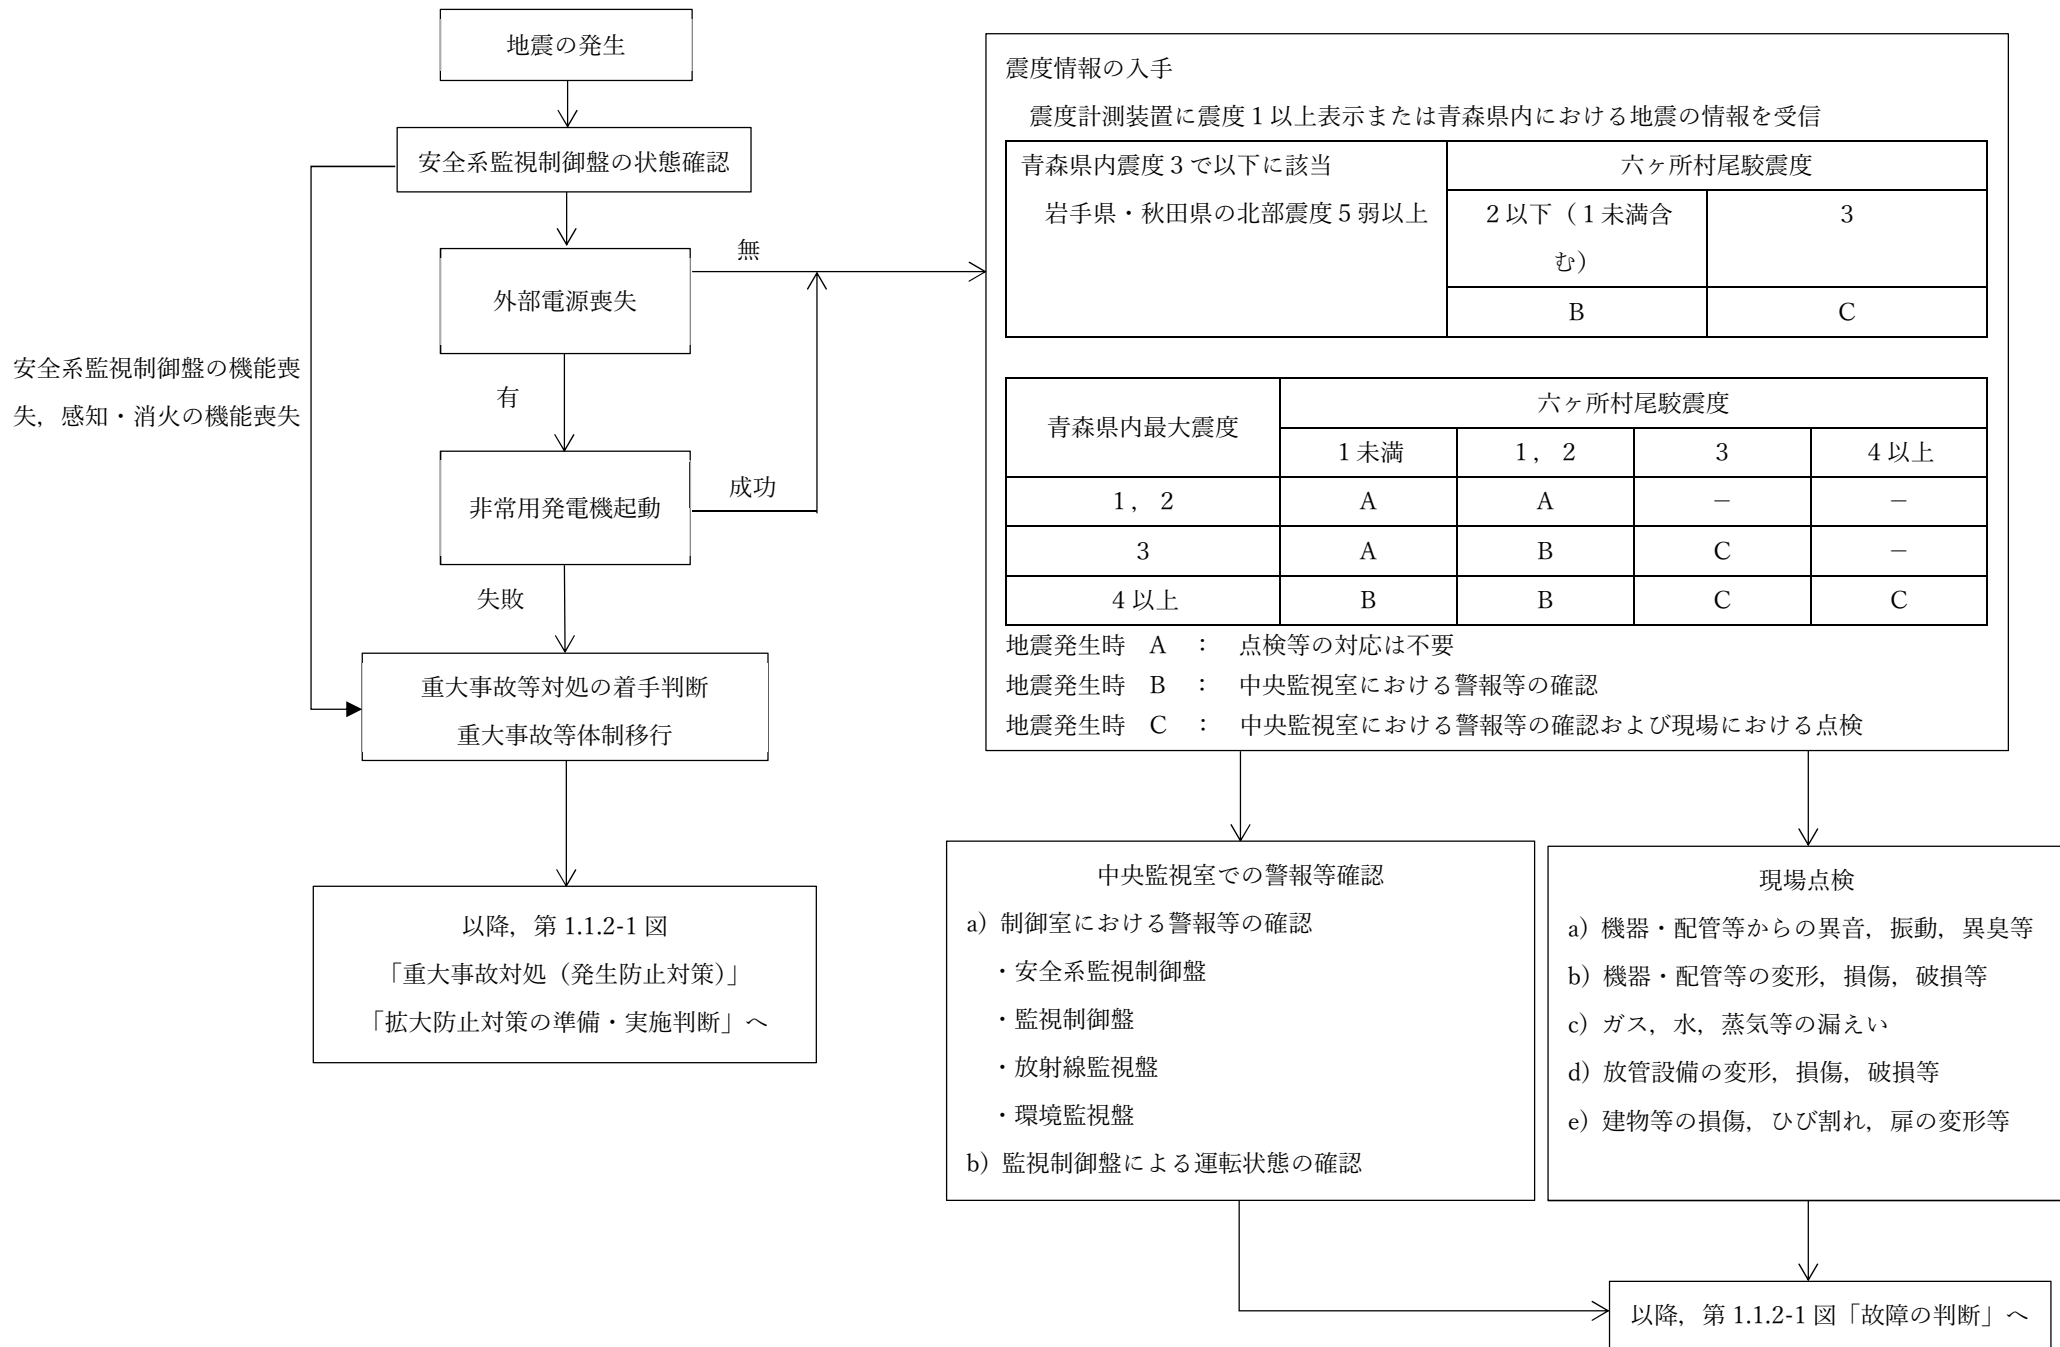 地震の発生
安全系監視制御盤の状態確認
無
外部電源喪失
安全系監視制御盤の機能喪
失，感知・消火の機能喪失
有
成功
非常用発電機起動
失敗
重大事故等対処の着手判断
重大事故等体制移行
以降，第 1.1.2-1 図
「重大事故対処（発生防止対策）」
「拡大防止対策の準備・実施判断」へ
震度情報の入手
震度計測装置に震度１以上表示または青森県内における地震の情報を受信
青森県内震度３で以下に該当
岩手県・秋田県の北部震度５弱以上
六ヶ所村尾駮震度
２以下（１未満含
む）
３
B
C
青森県内最大震度
六ヶ所村尾駮震度
１未満
１，２
３
４以上
１，２
A
A
－
－
３
A
B
C
－
４以上
B
B
C
C
地震発生時　A　：　点検等の対応は不要
地震発生時　B　：　中央監視室における警報等の確認
地震発生時　C　：　中央監視室における警報等の確認および現場における点検
中央監視室での警報等確認
a）制御室における警報等の確認
・安全系監視制御盤
・監視制御盤
・放射線監視盤
・環境監視盤
b）監視制御盤による運転状態の確認
現場点検
a）機器・配管等からの異音，振動，異臭等
b）機器・配管等の変形，損傷，破損等
c）ガス，水，蒸気等の漏えい
d）放管設備の変形，損傷，破損等
e）建物等の損傷，ひび割れ，扉の変形等
以降，第 1.1.2-1 図「故障の判断」へ